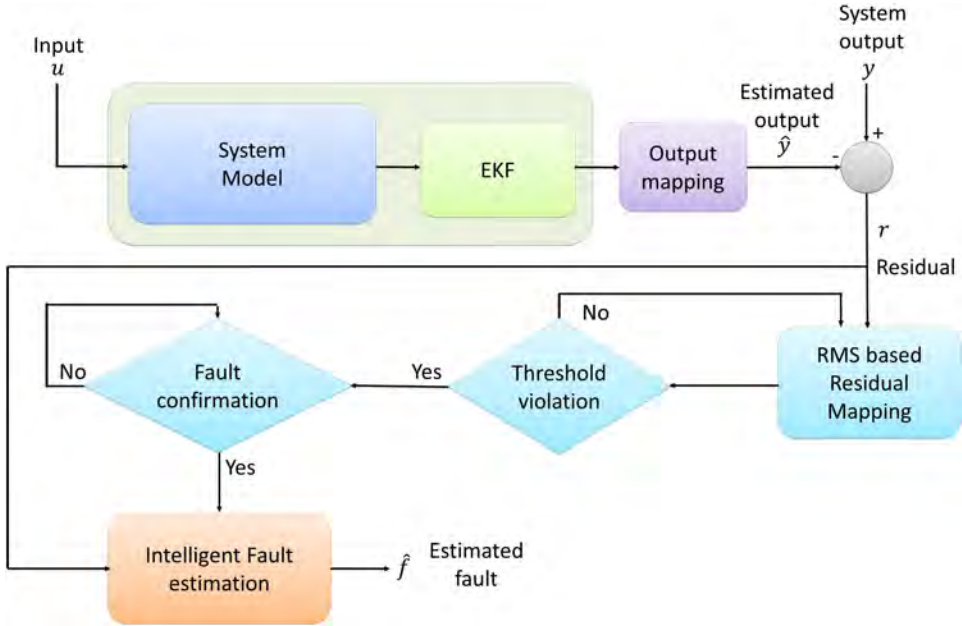 Input
u
System
Model
EKF
Output
mapping
Estimated
output
ŷ
System
output
y
+
-
r
Residual
No
RMS based
Residual
Mapping
Threshold
violation
Yes
Fault
confirmation
No
Yes
Intelligent Fault
estimation
f̂
Estimated
fault